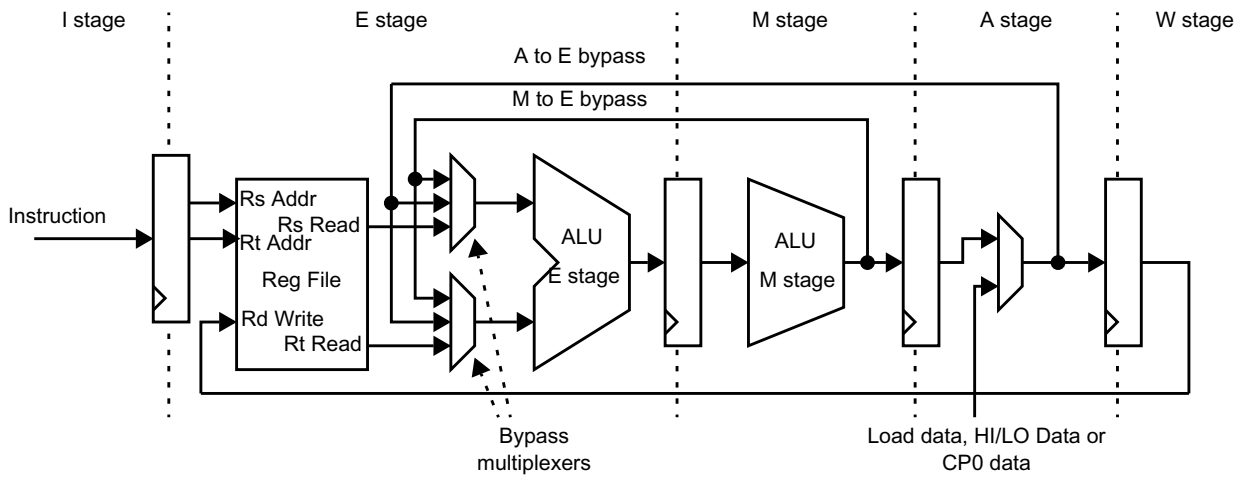 I stage
E stage
M stage
A stage
W stage
A to E bypass
M to E bypass
Instruction
Rs Addr
Rs Read
Rt Addr
Reg File
Rd Write
Rt Read
ALU
E stage
ALU
M stage
Bypass
multiplexers
Load data, HI/LO Data or
CP0 data